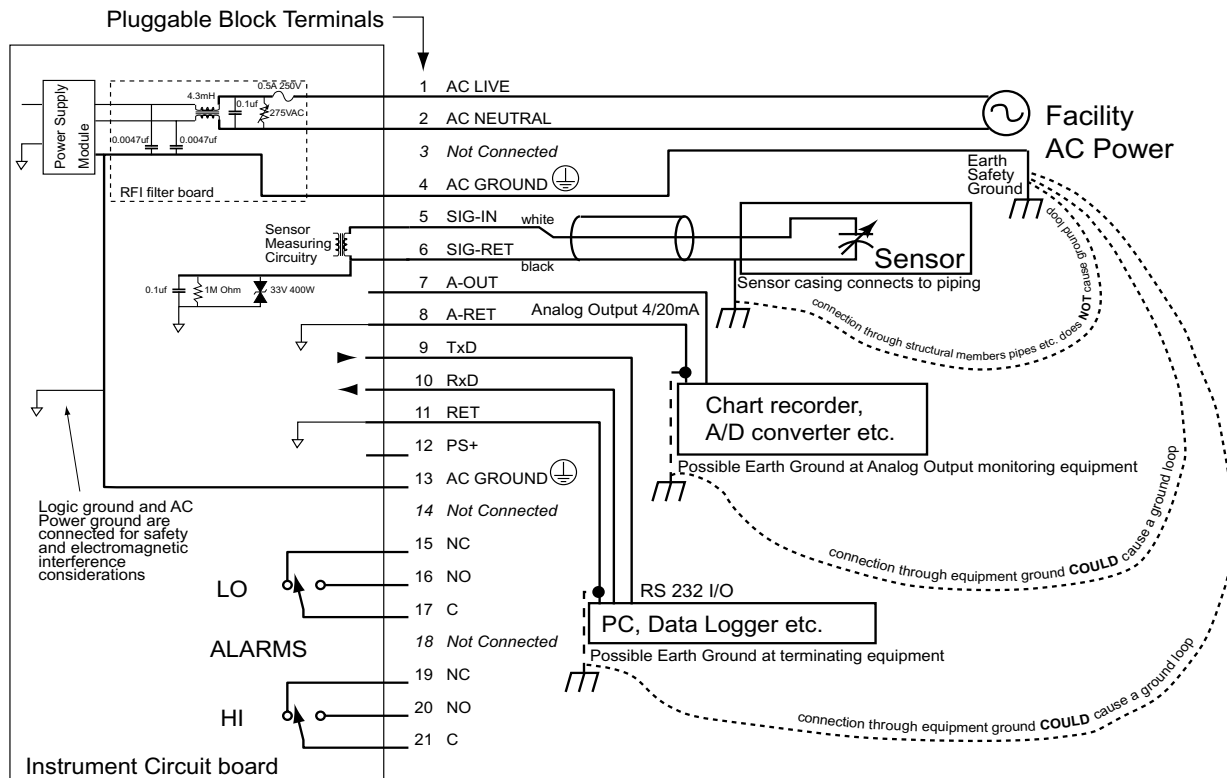 Pluggable Block Terminals
Power Supply
Module
4.3mH
0.5A 250V
0.1uf
275VAC
0.0047uf
0.0047uf
RFI filter board
1 AC LIVE
2 AC NEUTRAL
3 Not Connected
4 AC GROUND
5 SIG-IN
6 SIG-RET
7 A-OUT
8 A-RET
9 TxD
10 RxD
11 RET
12 PS+
13 AC GROUND
14 Not Connected
15 NC
16 NO
17 C
18 Not Connected
19 NC
20 NO
21 C
Facility
AC Power
Earth
Safety
Ground
white
black
Sensor
Sensor casing connects to piping
Sensor
Measuring
Circuitry
0.1uf
1M Ohm
33V 400W
Analog Output 4/20mA
connection through structural members pipes etc. does NOT cause ground loop
Chart recorder,
A/D converter etc.
Possible Earth Ground at Analog Output monitoring equipment
connection through equipment ground COULD cause a ground loop
Logic ground and AC
Power ground are
connected for safety
and electromagnetic
interference
considerations
RS 232 I/O
PC, Data Logger etc.
Possible Earth Ground at terminating equipment
connection through equipment ground COULD cause a ground loop
LO
ALARMS
HI
Instrument Circuit board